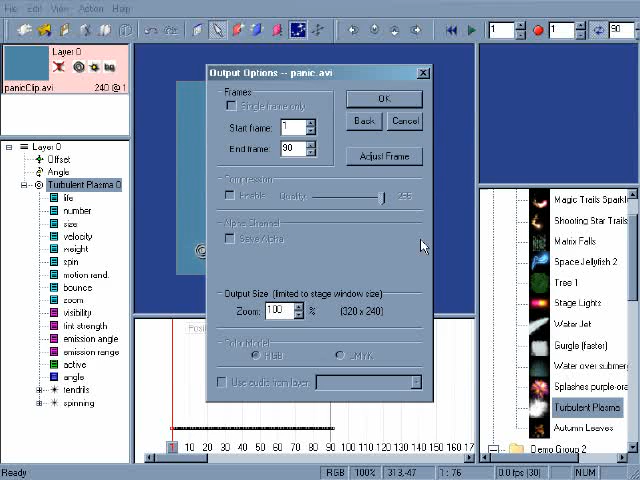 File Edit View Action Help
1 1 90
Layer 0
panicClip.avi 240 @ 1
Layer 0
Offset
Angle
Turbulent Plasma 0
life
number
size
velocity
weight
spin
motion rand.
bounce
zoom
visibility
tint strength
emission angle
emission range
active
angle
tendrils
spinning
Output Options -- panic.avi
Frames
Single frame only
Start frame: 1
End frame: 90
OK
Back Cancel
Adjust Frame
Compression
Enable Quality 255
Alpha Channel
Save Alpha
Output Size (limited to stage window size)
Zoom: 100 % (320 x 240)
Color Model
RGB CMYK
Use audio from layer
Posit
1 10 20 30 40 50 60 70 80 90 100 110 120 130 140 150 160 17
Magic Trails Sparkl
Shooting Star Trails
Matrix Falls
Space Jellyfish 2
Tree 1
Stage Lights
Water Jet
Gurgle (faster)
Water over submerg
Splashes purple-ora
Turbulent Plasma
Autumn Leaves
Demo Group 2
Ready RGB 100% 313,-47 1: 76 0.0 fps (30) NUM